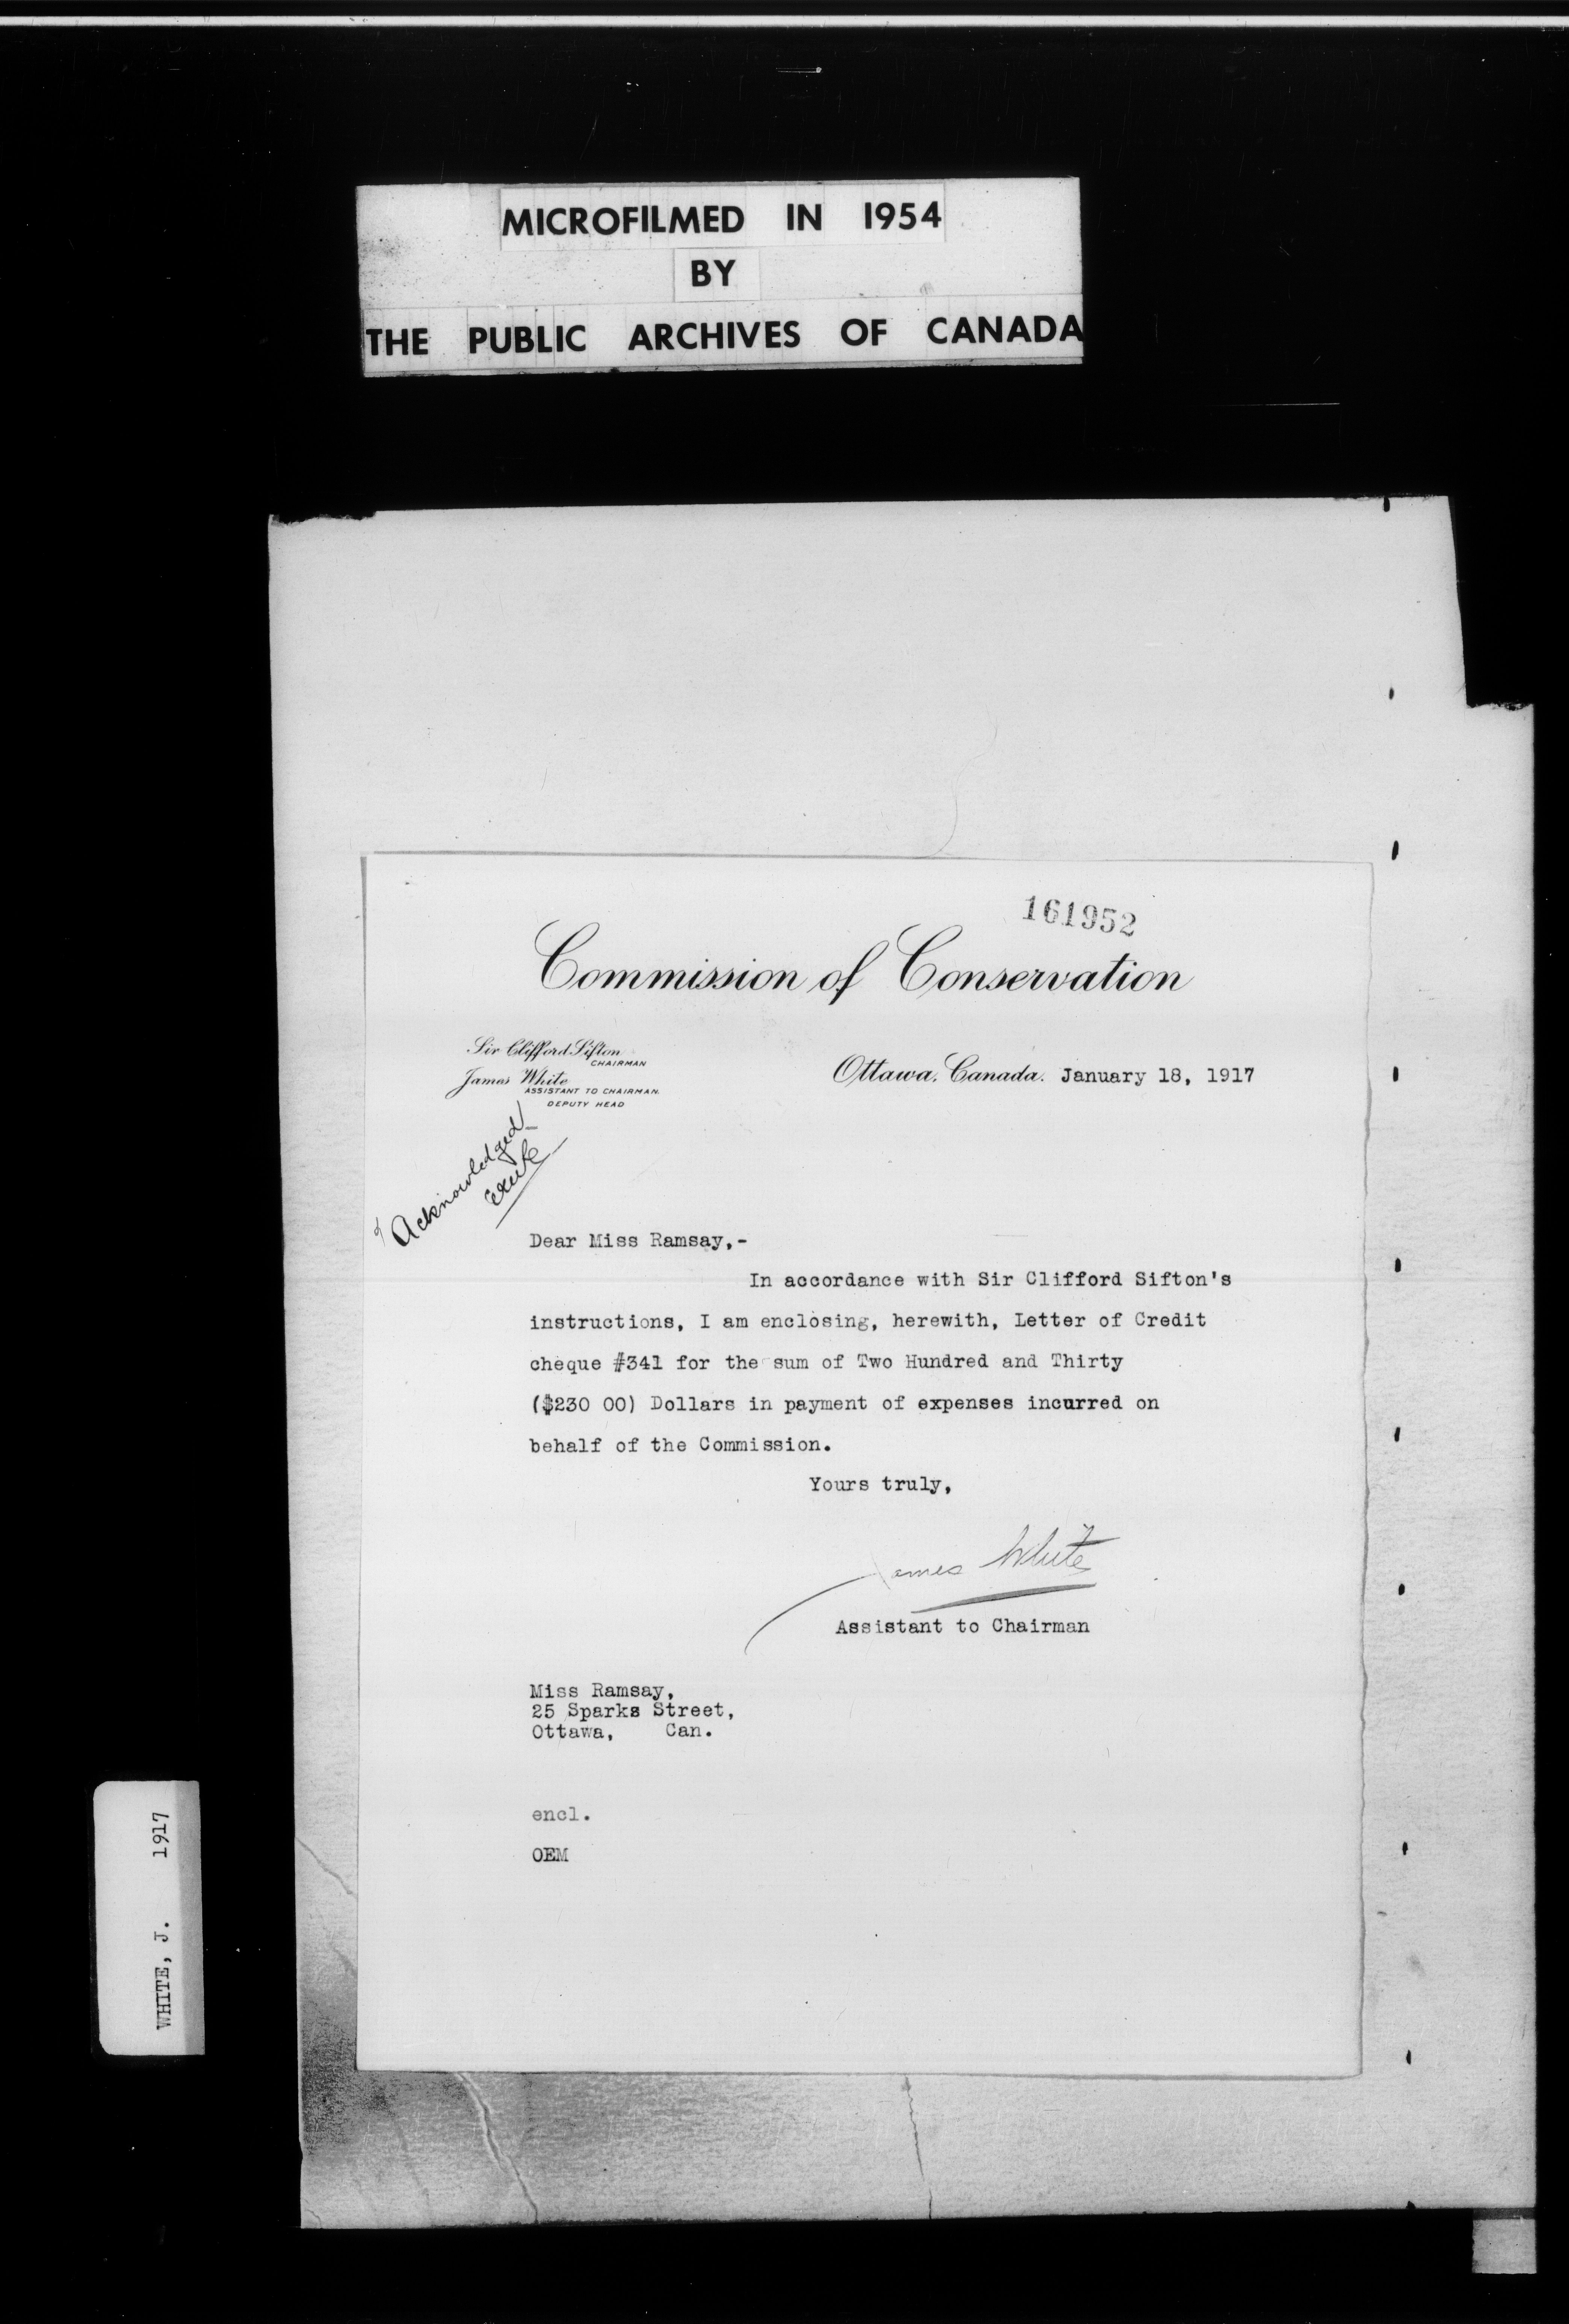 MICROFILMED IN 1954
BY
THE PUBLIC ARCHIVES OF CANADA
161952
Commission of Conservation
Sir Clifford Sifton
CHAIRMAN
James White
ASSISTANT TO CHAIRMAN.
DEPUTY HEAD
Ottawa, Canada. January 18, 1917
Acknowledged
Dear Miss Ramsay,-
In accordance with Sir Clifford Sifton's
instructions, I am enclosing, herewith, Letter of Credit
cheque #341 for the sum of Two Hundred and Thirty
($230 00) Dollars in payment of expenses incurred on
behalf of the Commission.
Yours truly,
James White
Assistant to Chairman
Miss Ramsay,
25 Sparks Street,
Ottawa, Can.
encl.
OEM
WHITE, J. 1917